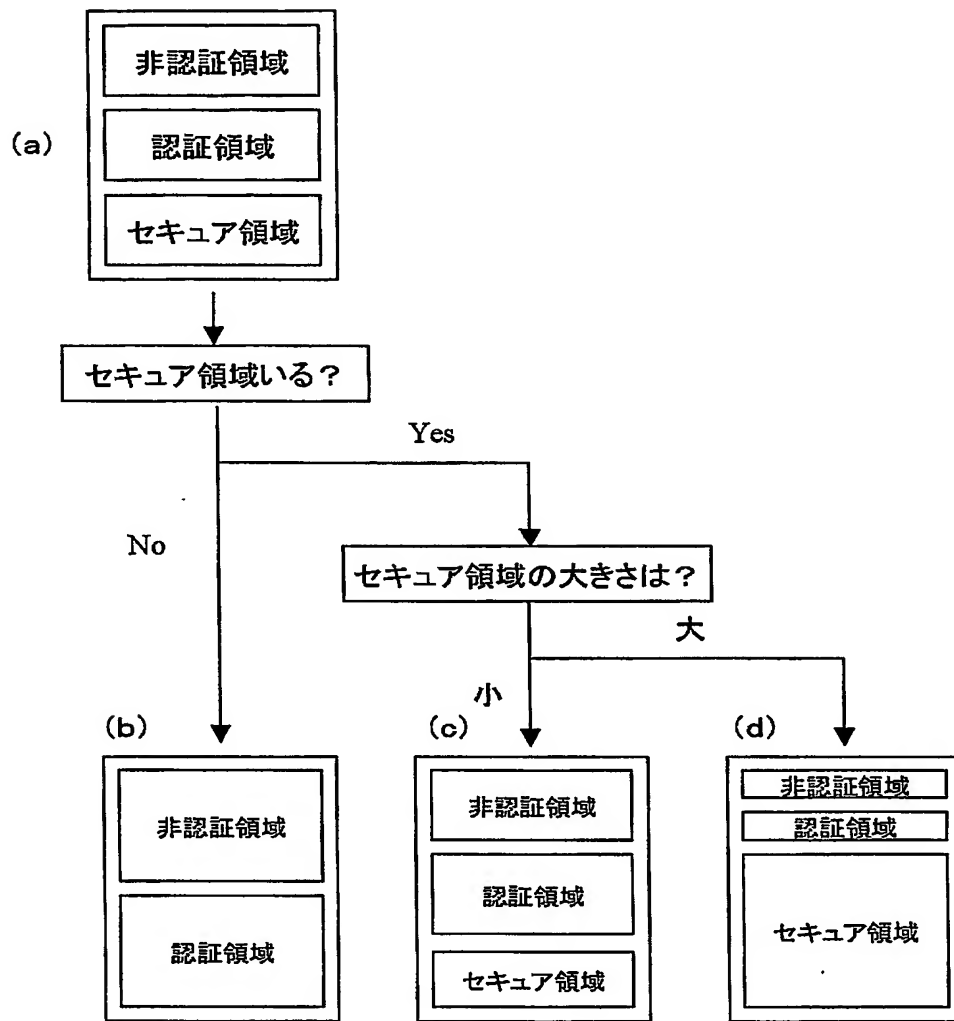 (a)
非認証領域
認証領域
セキュア領域
セキュア領域いる?
Yes
No
セキュア領域の大きさは?
大
小
(b)
非認証領域
認証領域
(c)
非認証領域
認証領域
セキュア領域
(d)
非認証領域
認証領域
セキュア領域